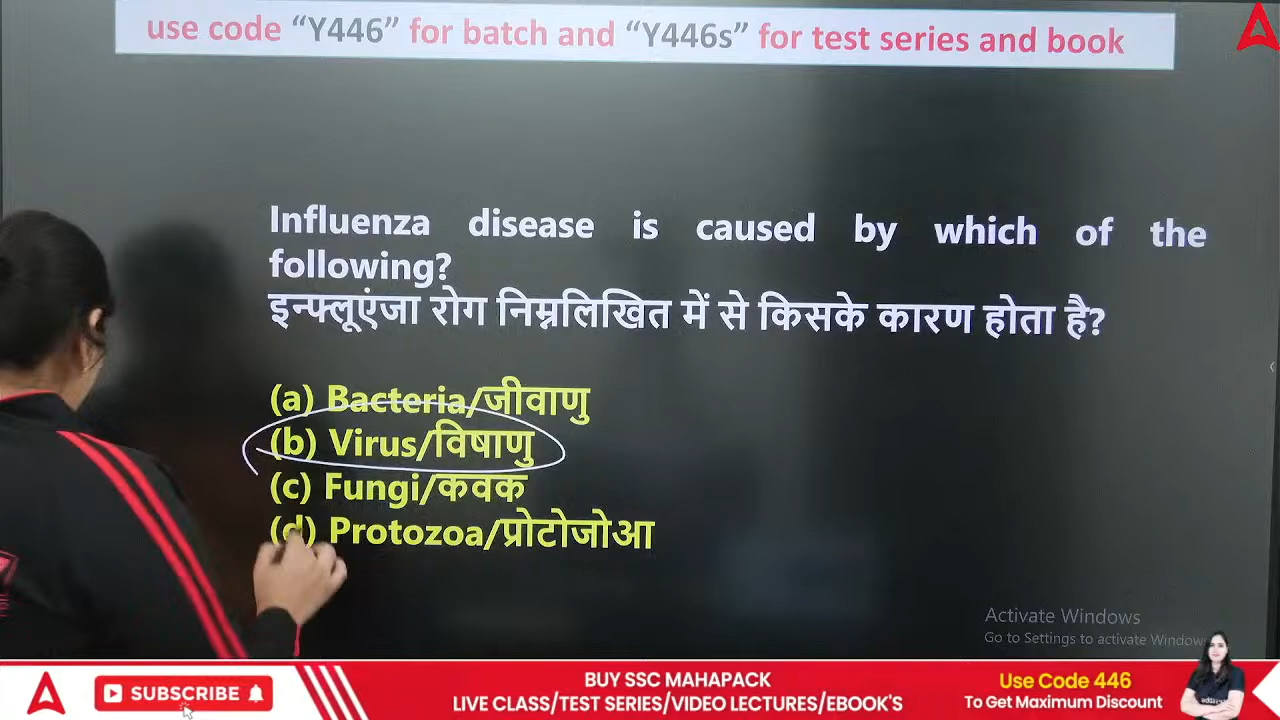 use code “Y446” for batch and “Y446s” for test series and book
Influenza disease is caused by which of the
following?
इन्फ्लूएंजा रोग निम्नलिखित में से किसके कारण होता है?
(a) Bacteria/जीवाणु
(b) Virus/विषाणु
(c) Fungi/कवक
(d) Protozoa/प्रोटोजोआ
Activate Windows
Go to Settings to activate Windows
SUBSCRIBE
BUY SSC MAHAPACK
LIVE CLASS/TEST SERIES/VIDEO LECTURES/EBOOK'S
Use Code 446
To Get Maximum Discount